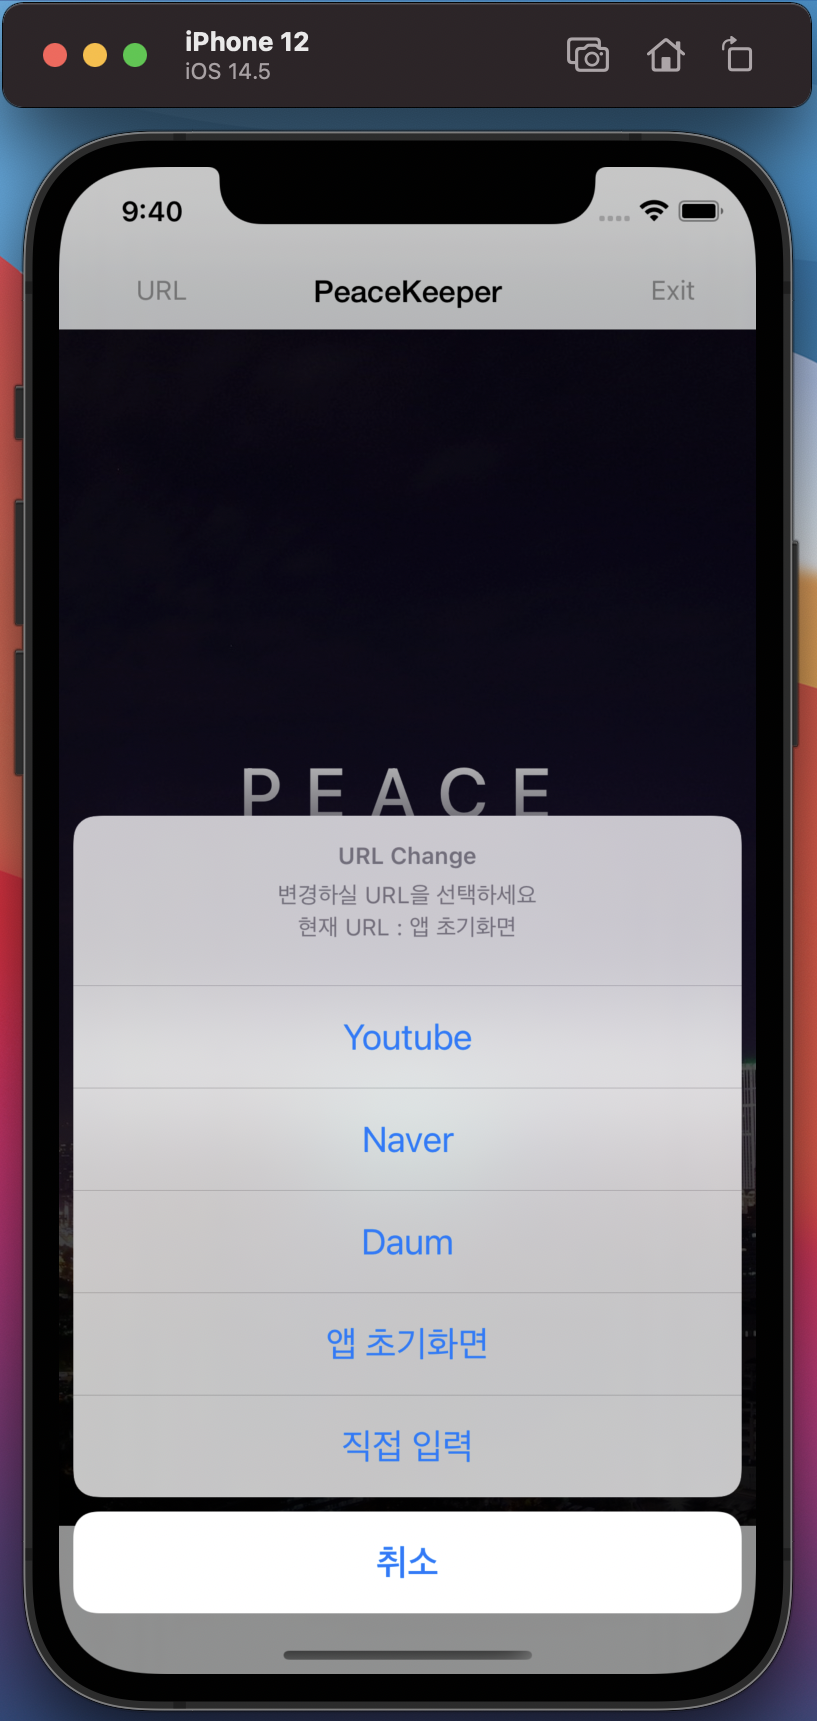 iPhone 12
iOS 14.5
9:40
URL PeaceKeeper Exit
PEACE
URL Change
변경하실 URL을 선택하세요
현재 URL : 앱 초기화면
Youtube
Naver
Daum
앱 초기화면
직접 입력
취소